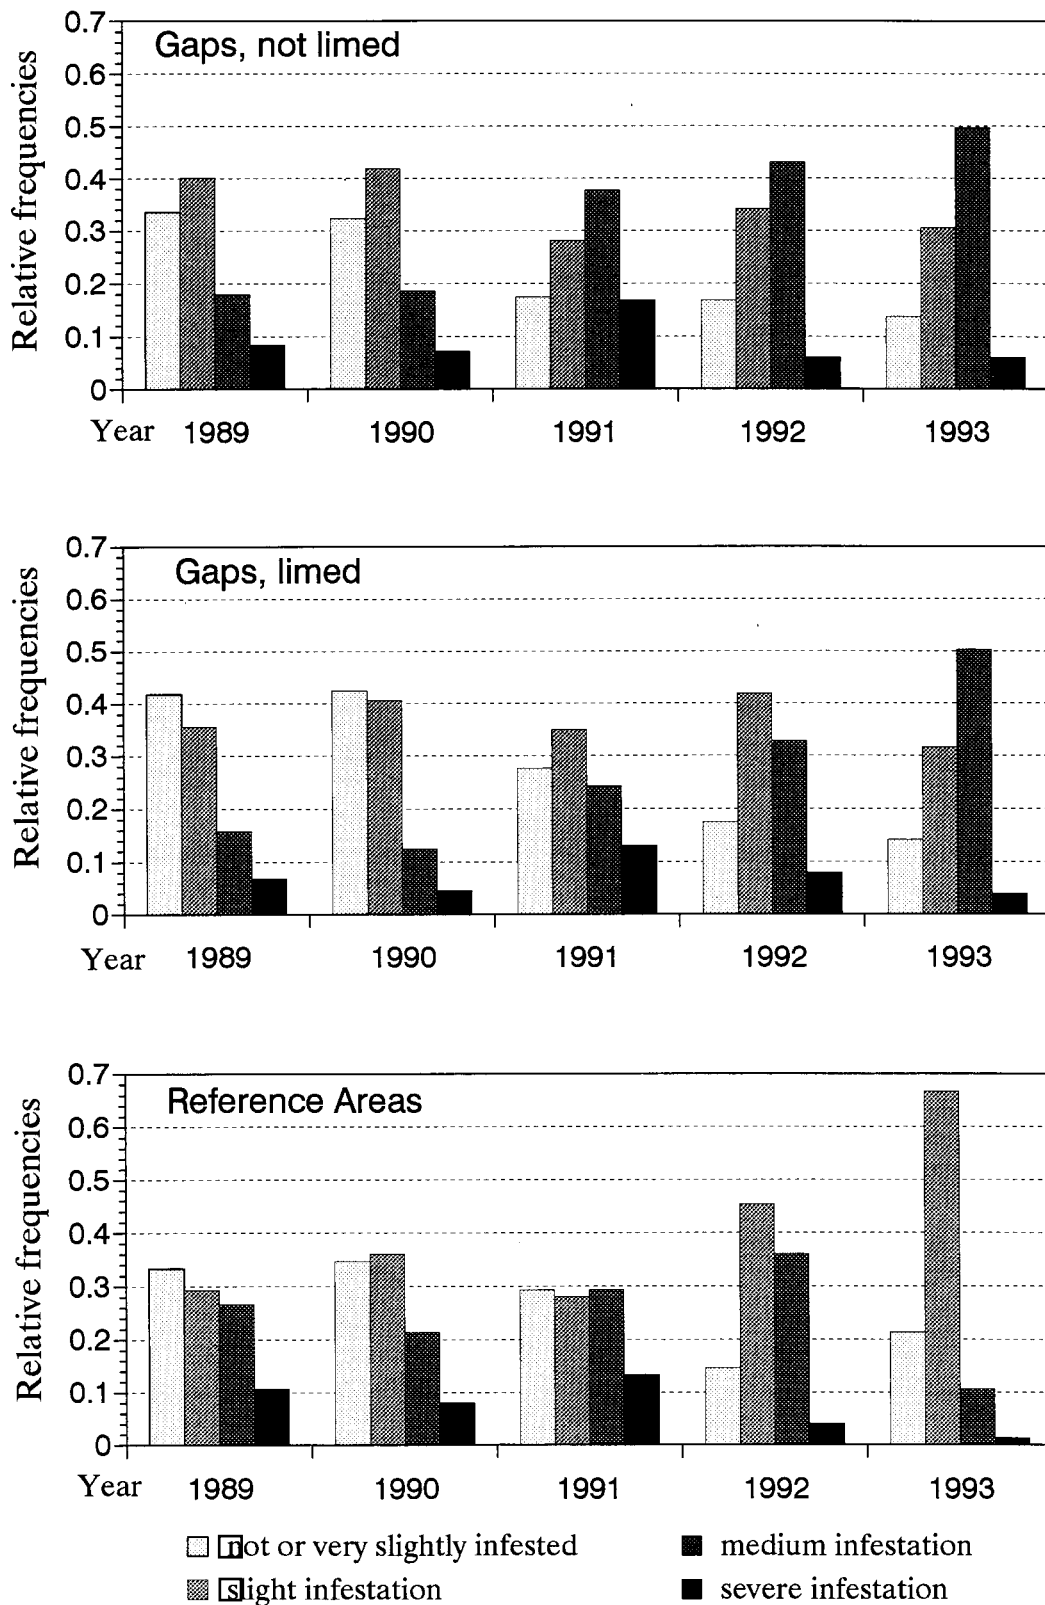 Gaps, not limed
Relative frequencies
0.7
0.6
0.5
0.4
0.3
0.2
0.1
0
Year 1989 1990 1991 1992 1993
Gaps, limed
Relative frequencies
0.7
0.6
0.5
0.4
0.3
0.2
0.1
0
Year 1989 1990 1991 1992 1993
Reference Areas
Relative frequencies
0.7
0.6
0.5
0.4
0.3
0.2
0.1
0
Year 1989 1990 1991 1992 1993
not or very slightly infested
medium infestation
slight infestation
severe infestation